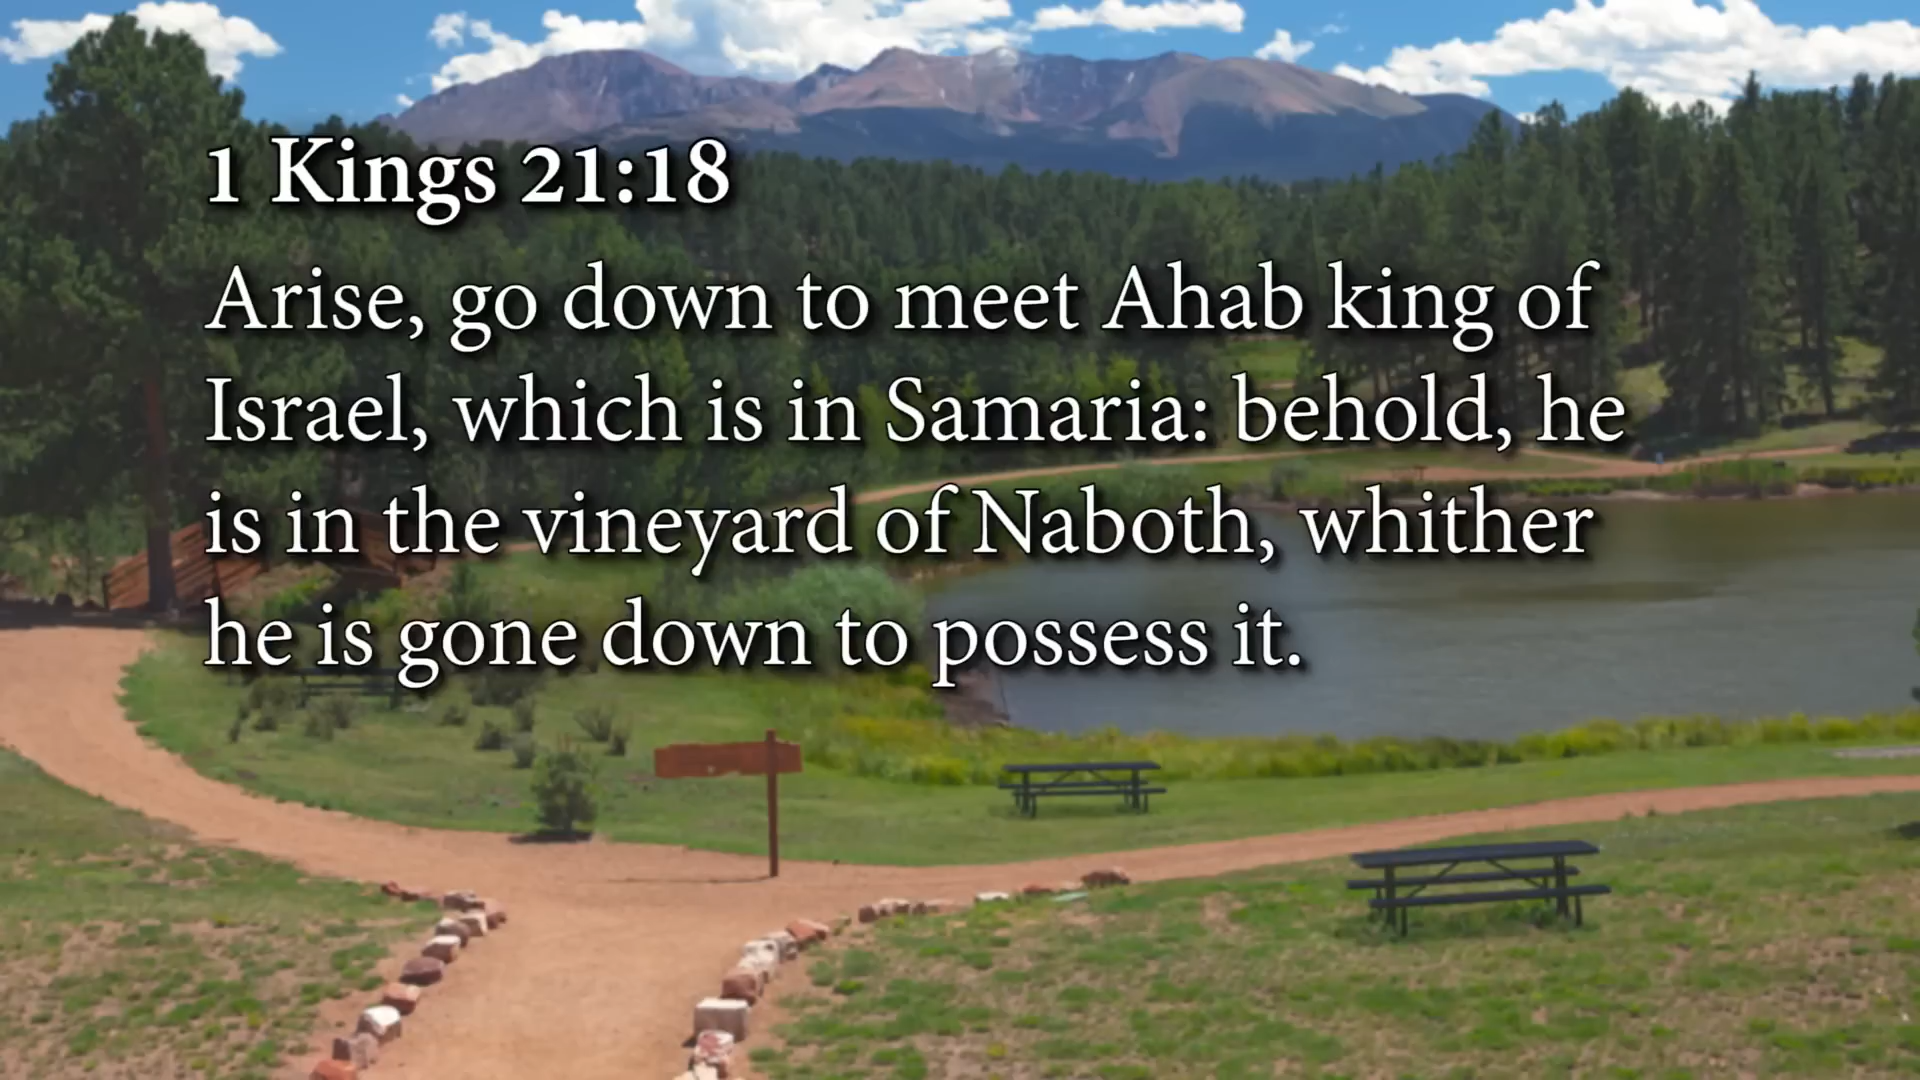 1 Kings 21:18
Arise, go down to meet Ahab king of
Israel, which is in Samaria: behold, he
is in the vineyard of Naboth, whither
he is gone down to possess it.